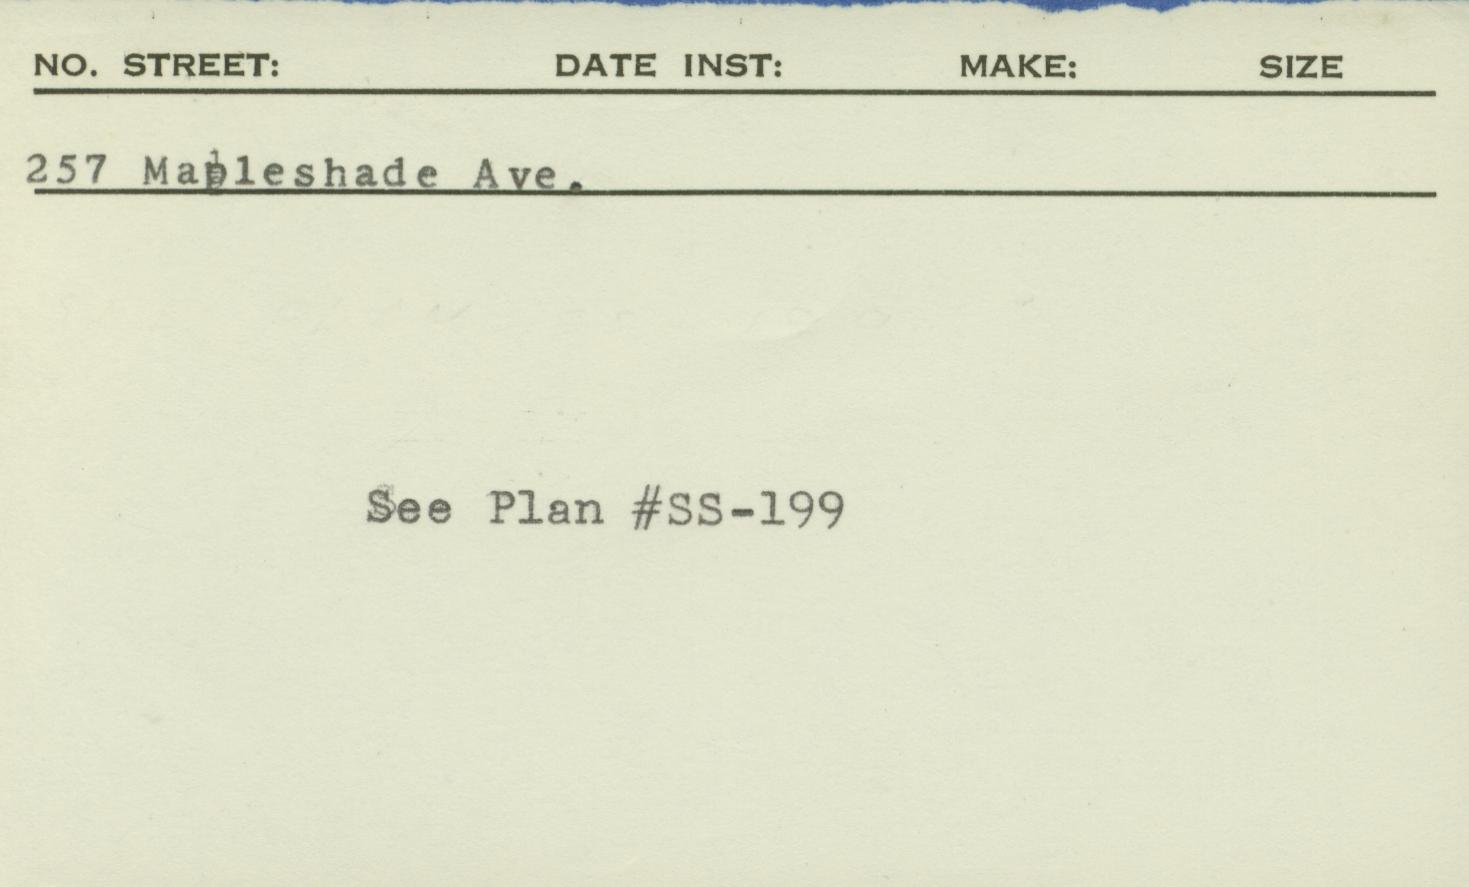 NO. STREET: DATE INST: MAKE: SIZE
257 Mapleshade Ave.
See Plan #SS-199